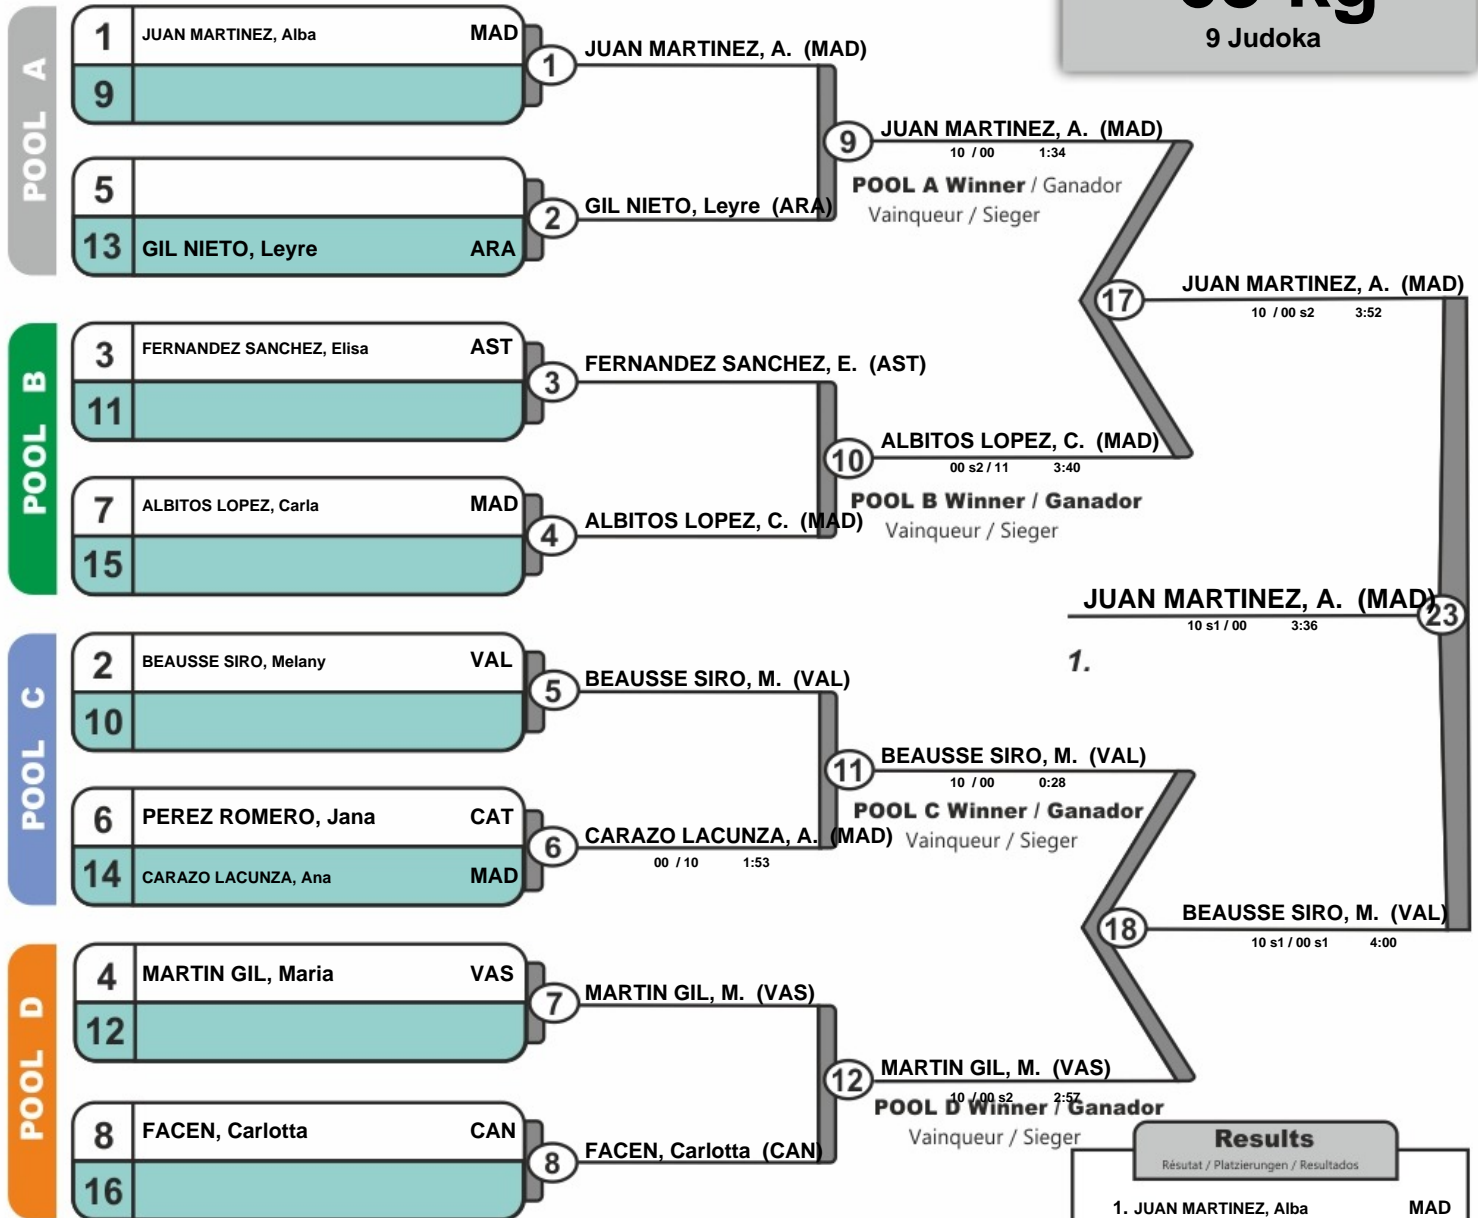 kg
9 Judoka
POOL A
1 JUAN MARTINEZ, Alba MAD
9
5
13 GIL NIETO, Leyre ARA
1 JUAN MARTINEZ, A. (MAD)
2 GIL NIETO, Leyre (ARA)
9 JUAN MARTINEZ, A. (MAD)
10 / 00 1:34
POOL A Winner / Ganador
Vainqueur / Sieger
POOL B
3 FERNANDEZ SANCHEZ, Elisa AST
11
7 ALBITOS LOPEZ, Carla MAD
15
3 FERNANDEZ SANCHEZ, E. (AST)
4 ALBITOS LOPEZ, C. (MAD)
10 ALBITOS LOPEZ, C. (MAD)
00 s2 / 11 3:40
POOL B Winner / Ganador
Vainqueur / Sieger
17 JUAN MARTINEZ, A. (MAD)
10 / 00 s2 3:52
JUAN MARTINEZ, A. (MAD) 23
10 s1 / 00 3:36
1.
POOL C
2 BEAUSSE SIRO, Melany VAL
10
6 PEREZ ROMERO, Jana CAT
14 CARAZO LACUNZA, Ana MAD
5 BEAUSSE SIRO, M. (VAL)
6 CARAZO LACUNZA, A. (MAD)
00 / 10 1:53
11 BEAUSSE SIRO, M. (VAL)
10 / 00 0:28
POOL C Winner / Ganador
Vainqueur / Sieger
POOL D
4 MARTIN GIL, Maria VAS
12
8 FACEN, Carlotta CAN
16
7 MARTIN GIL, M. (VAS)
8 FACEN, Carlotta (CAN)
12 MARTIN GIL, M. (VAS)
10 / 00 s2 2:57
POOL D Winner / Ganador
Vainqueur / Sieger
18 BEAUSSE SIRO, M. (VAL)
10 s1 / 00 s1 4:00
Results
Résutat / Platzierungen / Resultados
1. JUAN MARTINEZ, Alba MAD